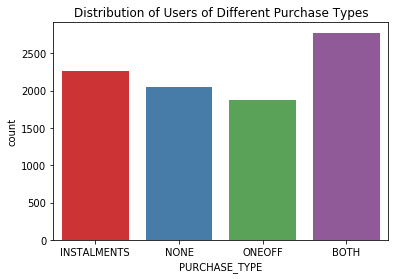 Distribution of Users of Different Purchase Types
2500
2000
1500
1000
500
0
count
INSTALMENTS NONE ONEOFF BOTH
PURCHASE_TYPE